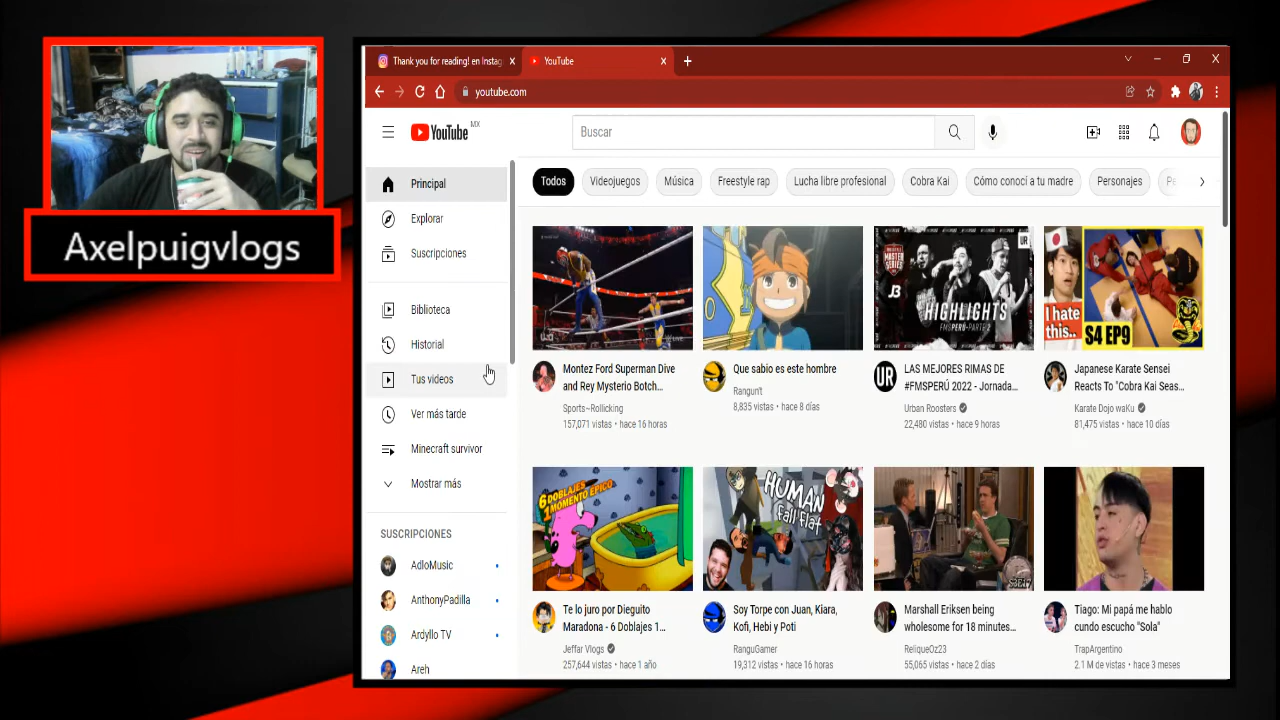 Axelpuigvlogs
Thank you for reading! en Instag
YouTube
youtube.com
YouTube MX
Buscar
Principal
Explorar
Suscripciones
Biblioteca
Historial
Tus videos
Ver más tarde
Minecraft survivor
Mostrar más
SUSCRIPCIONES
AdloMusic
AnthonyPadilla
Ardyllo TV
Areh
Todos
Videojuegos
Música
Freestyle rap
Lucha libre profesional
Cobra Kai
Cómo conocí a tu madre
Personajes
HIGHLIGHTS
FMSPERÚ-PARTE 2
UR
I hate
this..
S4 EP9
Montez Ford Superman Dive
and Rey Mysterio Botch...
Sports~Rollicking
157,071 vistas • hace 16 horas
Que sabio es este hombre
Rangun't
8,835 vistas • hace 8 días
UR
LAS MEJORES RIMAS DE
#FMSPERÚ 2022 - Jornada...
Urban Roosters
22,480 vistas • hace 9 horas
Japanese Karate Sensei
Reacts To "Cobra Kai Seas...
Karate Dojo waKu
81,475 vistas • hace 10 días
6 DOBLAJES
1 MOMENTO ÉPICO
HUMAN
fall flat
Te lo juro por Dieguito
Maradona - 6 Doblajes 1...
Jeffar Vlogs
257,644 vistas • hace 1 año
Soy Torpe con Juan, Kiara,
Kofi, Hebi y Poti
RanguGamer
19,312 vistas • hace 16 horas
Marshall Eriksen being
wholesome for 18 minutes...
ReliqueOz23
55,065 vistas • hace 2 días
Tiago: Mi papá me hablo
cundo escucho "Sola"
TrapArgentino
2.1 M de vistas • hace 3 meses